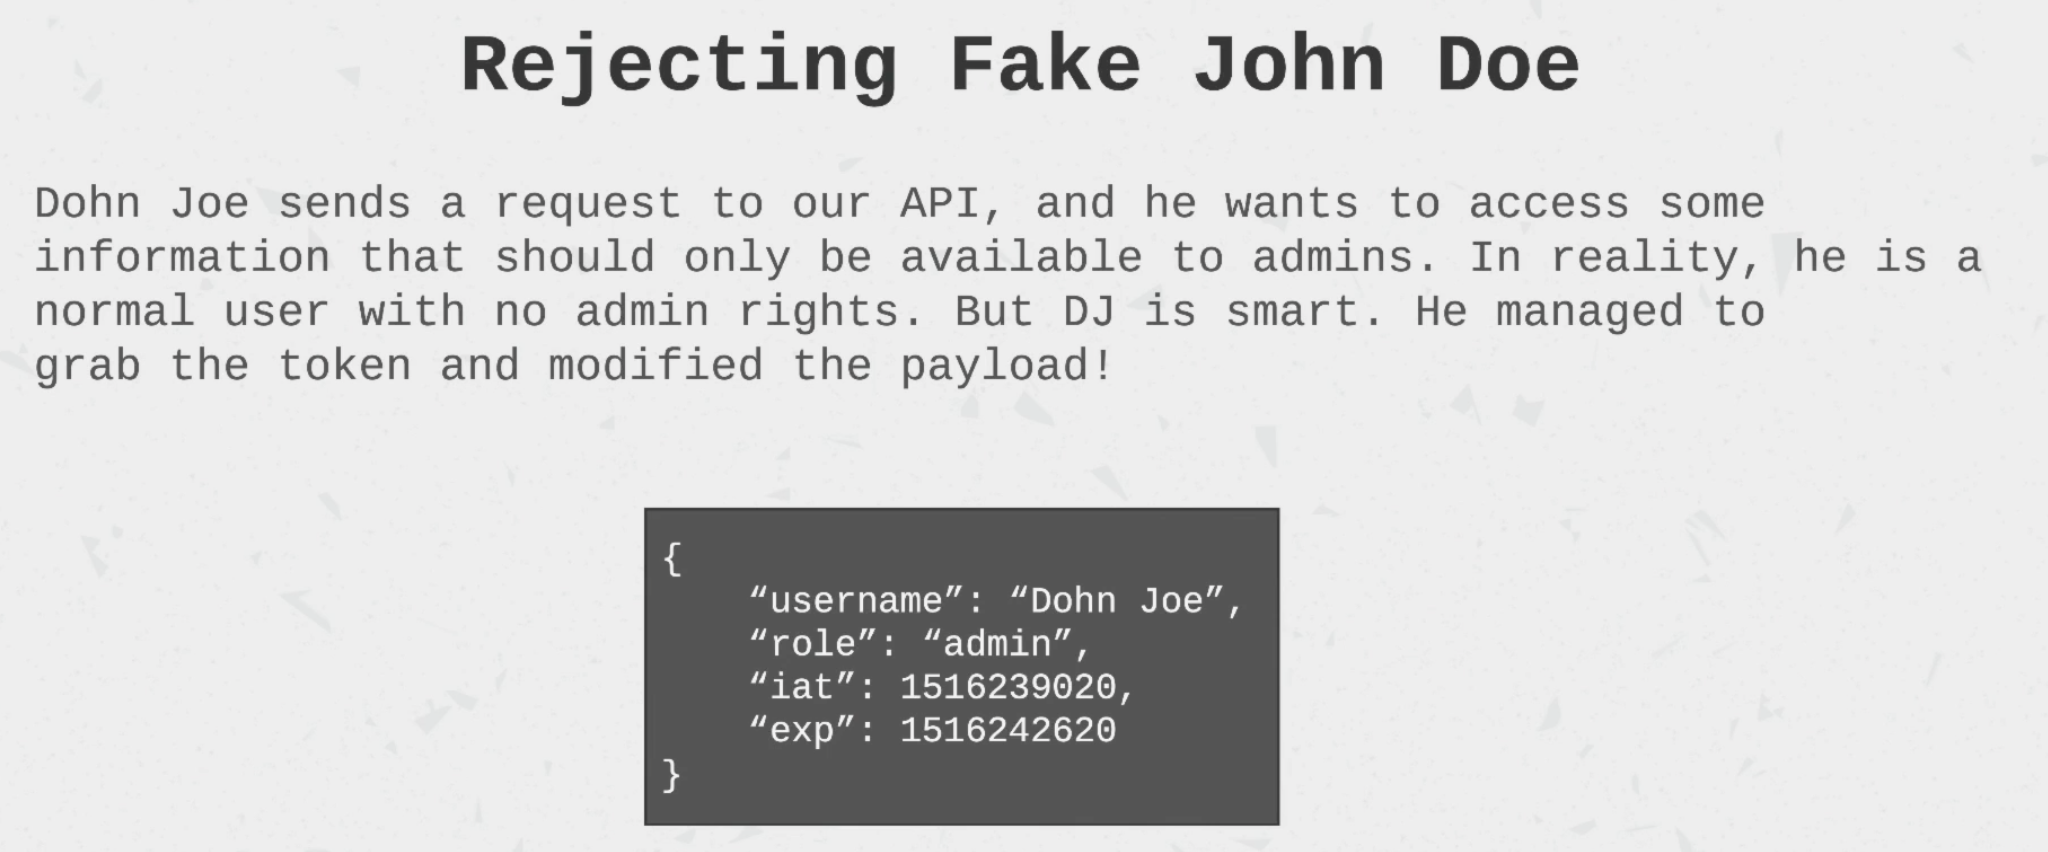 Rejecting Fake John Doe
Dohn Joe sends a request to our API, and he wants to access some
information that should only be available to admins. In reality, he is a
normal user with no admin rights. But DJ is smart. He managed to
grab the token and modified the payload!
{
“username”: “Dohn Joe”,
“role”: “admin”,
“iat”: 1516239020,
“exp”: 1516242620
}